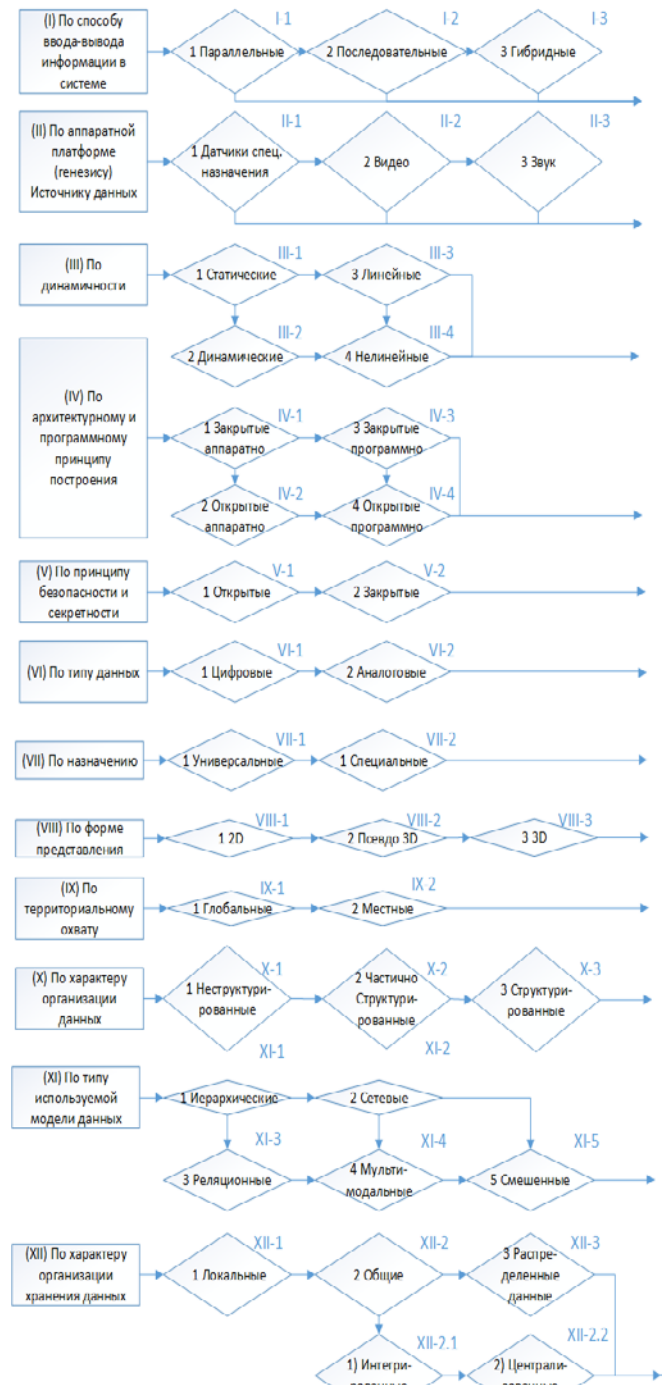 (I) По способу
ввода-вывода
информации в
системе
I-1
1 Параллельные
I-2
2 Последовательные
I-3
3 Гибридные
(II) По аппаратной
платформе
(генезису)
Источнику данных
II-1
1 Датчики спец.
назначения
II-2
2 Видео
II-3
3 Звук
(III) По
динамичности
III-1
1 Статические
III-3
3 Линейные
III-2
2 Динамические
III-4
4 Нелинейные
(IV) По
архитектурному и
программному
принципу
построения
IV-1
1 Закрытые
аппаратно
IV-3
3 Закрытые
программно
IV-2
2 Открытые
аппаратно
IV-4
4 Открытые
программно
(V) По принципу
безопасности и
секретности
V-1
1 Открытые
V-2
2 Закрытые
(VI) По типу данных
VI-1
1 Цифровые
VI-2
2 Аналоговые
(VII) По назначению
VII-1
1 Универсальные
VII-2
1 Специальные
(VIII) По форме
представления
VIII-1
1 2D
VIII-2
2 Псевдо 3D
VIII-3
3 3D
(IX) По
территориальному
охвату
IX-1
1 Глобальные
IX-2
2 Местные
(X) По характеру
организации
данных
X-1
1 Неструктури-
рованные
X-2
2 Частично
Структури-
рованные
X-3
3 Структури-
рованные
(XI) По типу
используемой
модели данных
XI-1
1 Иерархические
XI-2
2 Сетевые
XI-3
3 Реляционные
XI-4
4 Мульти-
модальные
XI-5
5 Смешенные
(XII) По характеру
организации
хранения данных
XII-1
1 Локальные
XII-2
2 Общие
XII-3
3 Распре-
деленные
данные
XII-2.1
1) Интегри-
XII-2.2
2) Централи-